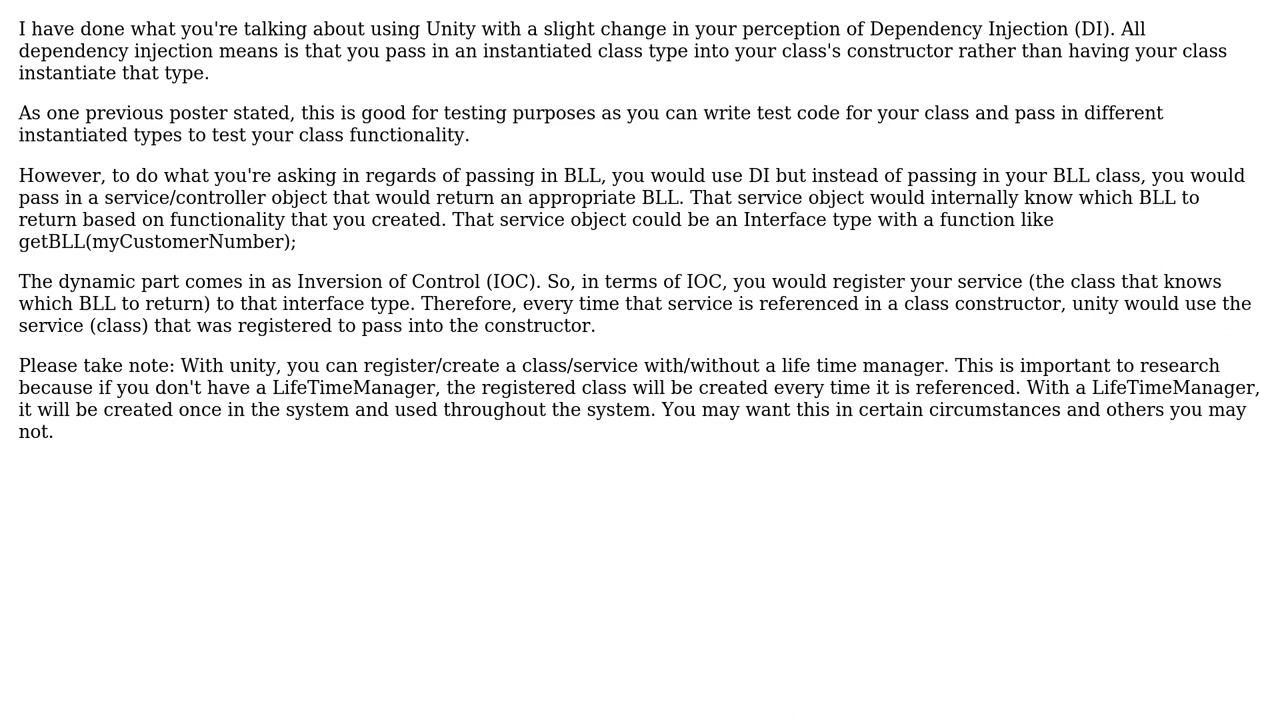 I have done what you're talking about using Unity with a slight change in your perception of Dependency Injection (DI). All
dependency injection means is that you pass in an instantiated class type into your class's constructor rather than having your class
instantiate that type.
As one previous poster stated, this is good for testing purposes as you can write test code for your class and pass in different
instantiated types to test your class functionality.
However, to do what you're asking in regards of passing in BLL, you would use DI but instead of passing in your BLL class, you would
pass in a service/controller object that would return an appropriate BLL. That service object would internally know which BLL to
return based on functionality that you created. That service object could be an Interface type with a function like
getBLL(myCustomerNumber);
The dynamic part comes in as Inversion of Control (IOC). So, in terms of IOC, you would register your service (the class that knows
which BLL to return) to that interface type. Therefore, every time that service is referenced in a class constructor, unity would use the
service (class) that was registered to pass into the constructor.
Please take note: With unity, you can register/create a class/service with/without a life time manager. This is important to research
because if you don't have a LifeTimeManager, the registered class will be created every time it is referenced. With a LifeTimeManager,
it will be created once in the system and used throughout the system. You may want this in certain circumstances and others you may
not.